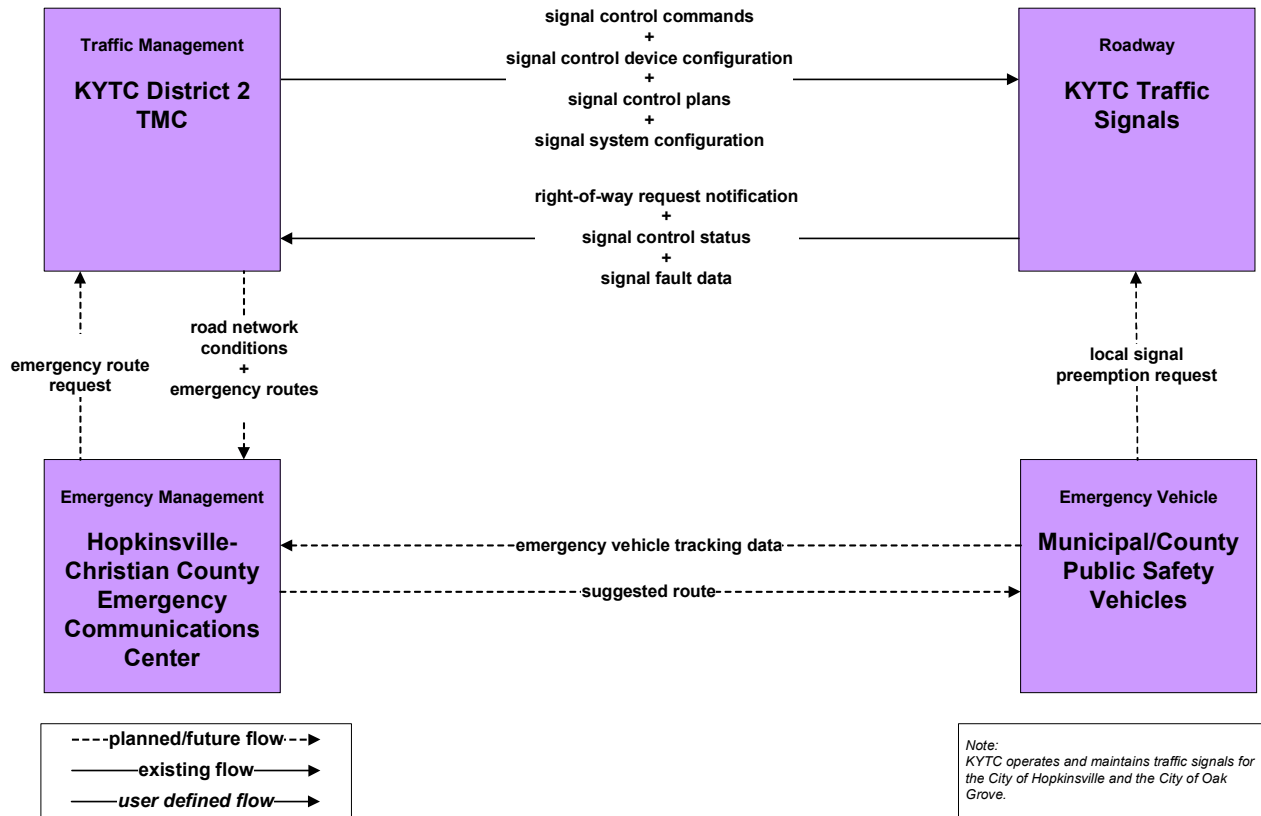 Traffic Management
KYTC District 2
TMC
signal control commands
+
signal control device configuration
+
signal control plans
+
signal system configuration
Roadway
KYTC Traffic
Signals
right-of-way request notification
+
signal control status
+
signal fault data
emergency route
request
road network
conditions
+
emergency routes
local signal
preemption request
Emergency Management
Hopkinsville-
Christian County
Emergency
Communications
Center
emergency vehicle tracking data
suggested route
Emergency Vehicle
Municipal/County
Public Safety
Vehicles
planned/future flow
existing flow
user defined flow
Note:
KYTC operates and maintains traffic signals for
the City of Hopkinsville and the City of Oak
Grove.